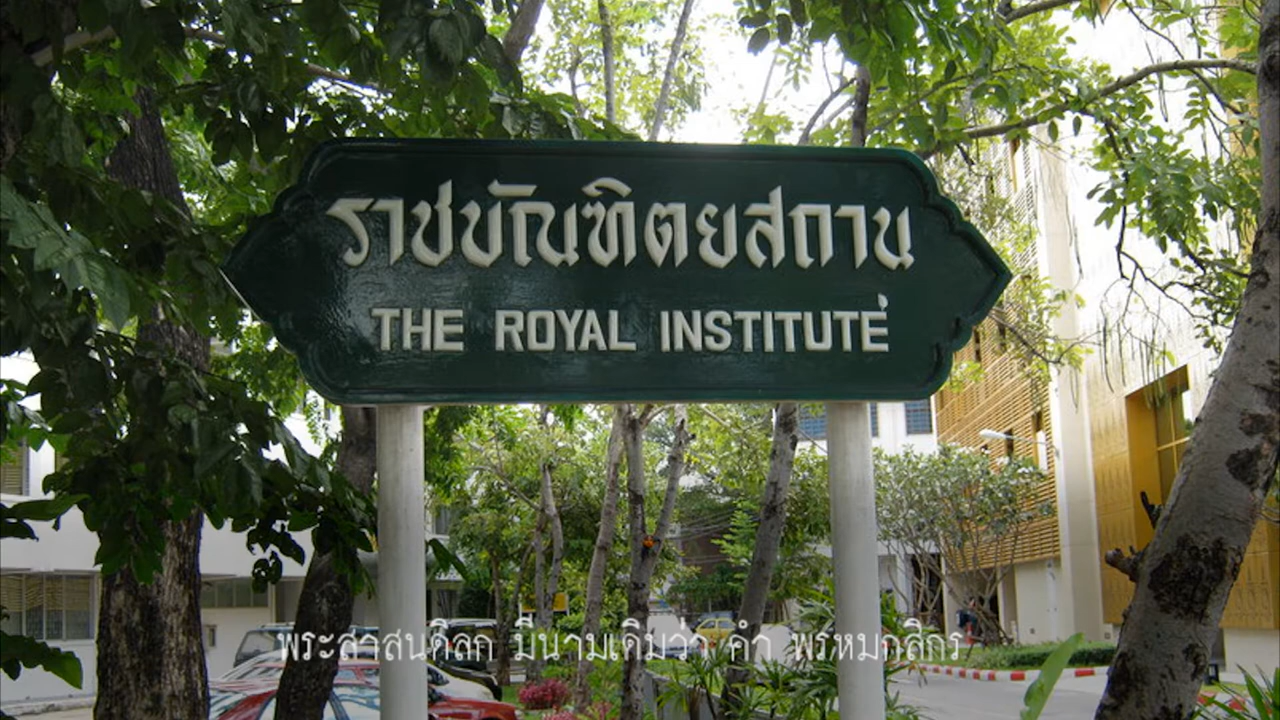 ราชบัณฑิตยสถาน
THE ROYAL INSTITUTE
พระสาสนดิลก มีนามเดิมว่า คำ พรหมกสิกร